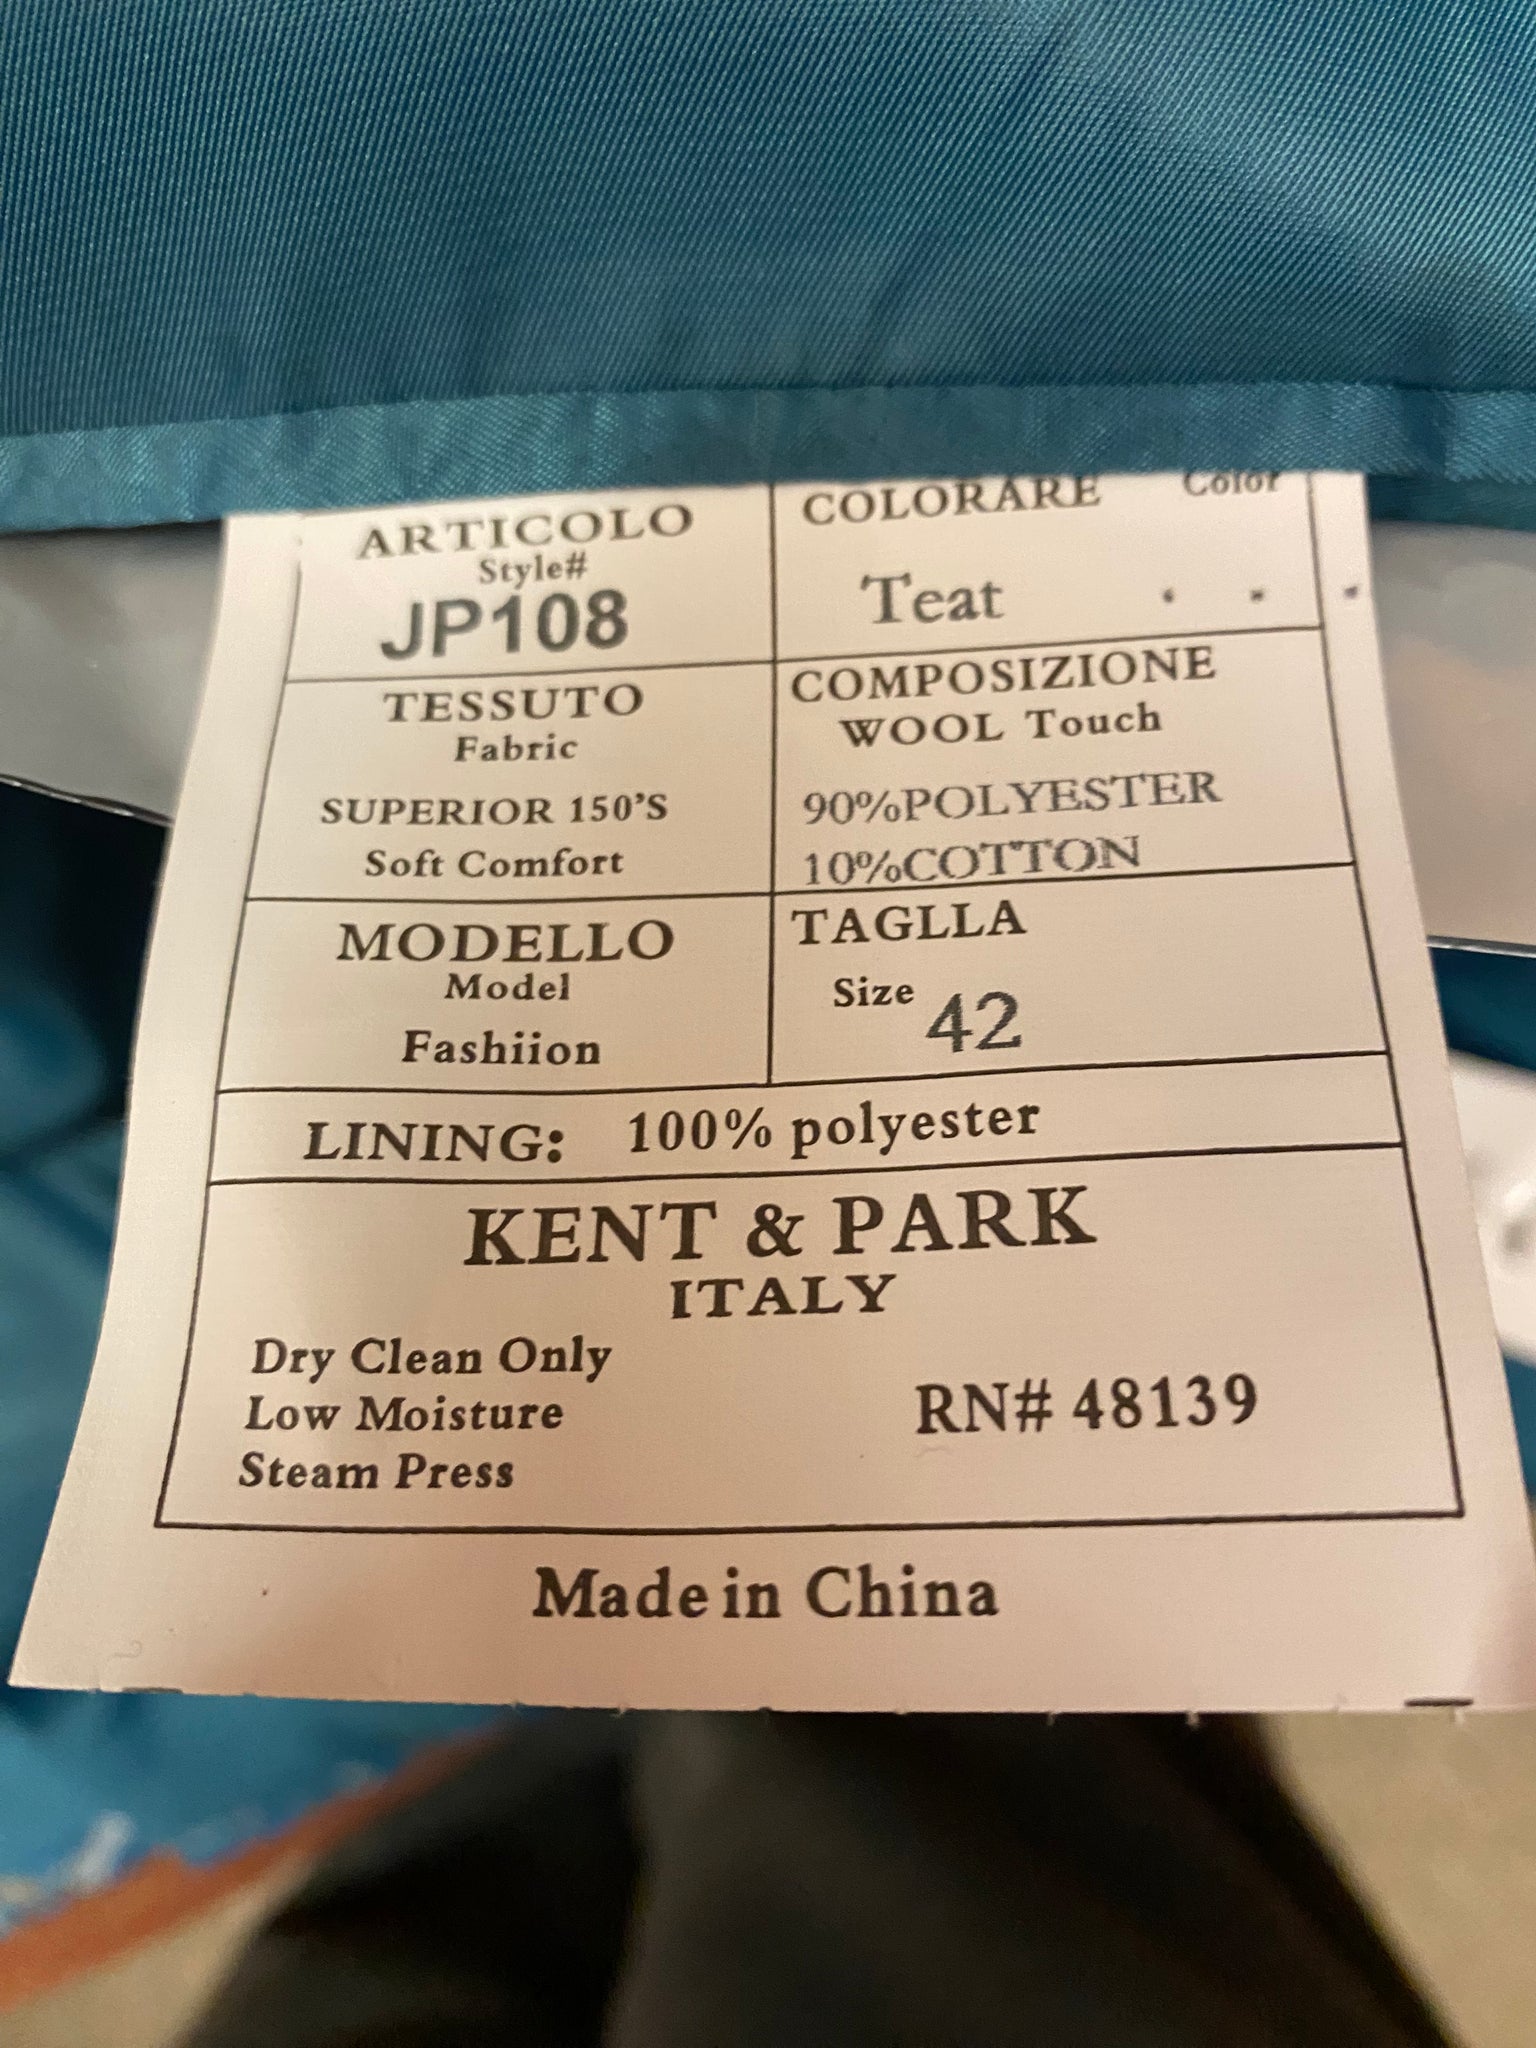 ARTICOLO
Style#
JP108
COLORARE Color
Teat
TESSUTO
Fabric
SUPERIOR 150'S
Soft Comfort
COMPOSIZIONE
WOOL Touch
90%POLYESTER
10%COTTON
MODELLO
Model
Fashiion
TAGLLA
Size 42
LINING: 100% polyester
KENT & PARK
ITALY
Dry Clean Only
Low Moisture
Steam Press
RN# 48139
Made in China